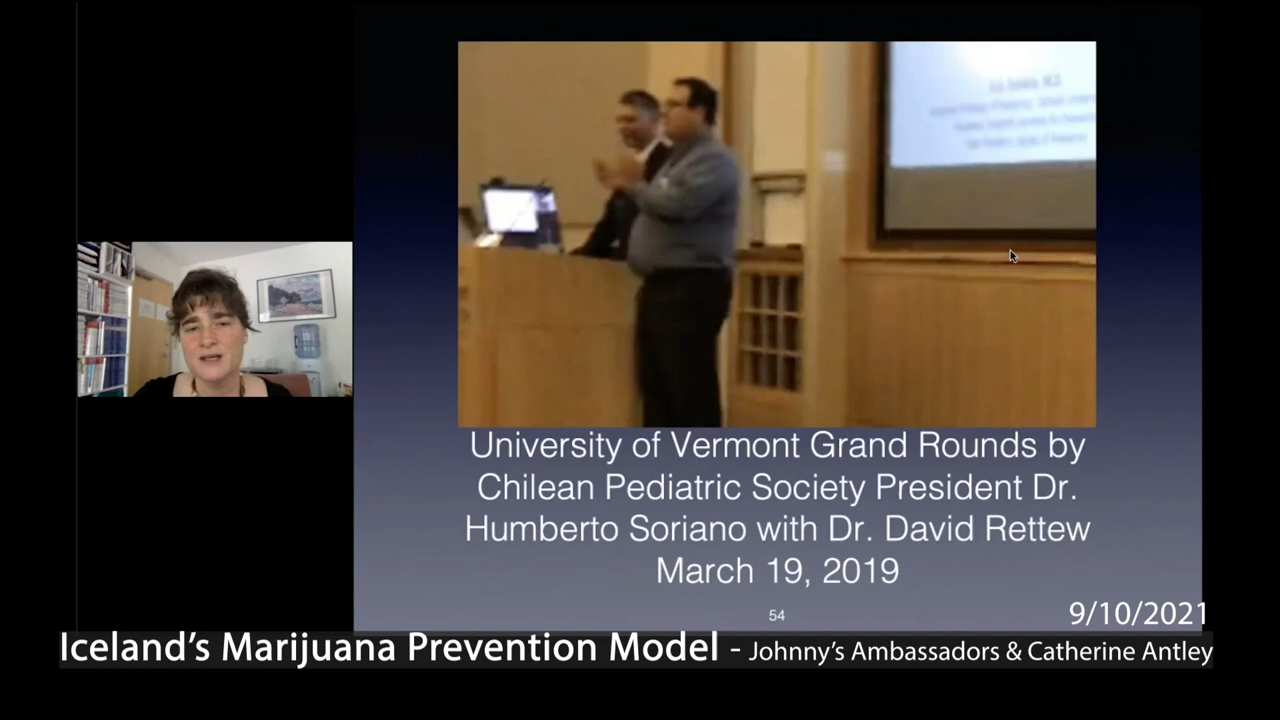 University of Vermont Grand Rounds by
Chilean Pediatric Society President Dr.
Humberto Soriano with Dr. David Rettew
March 19, 2019
54
9/10/2021
Iceland's Marijuana Prevention Model - Johnny's Ambassadors & Catherine Antley